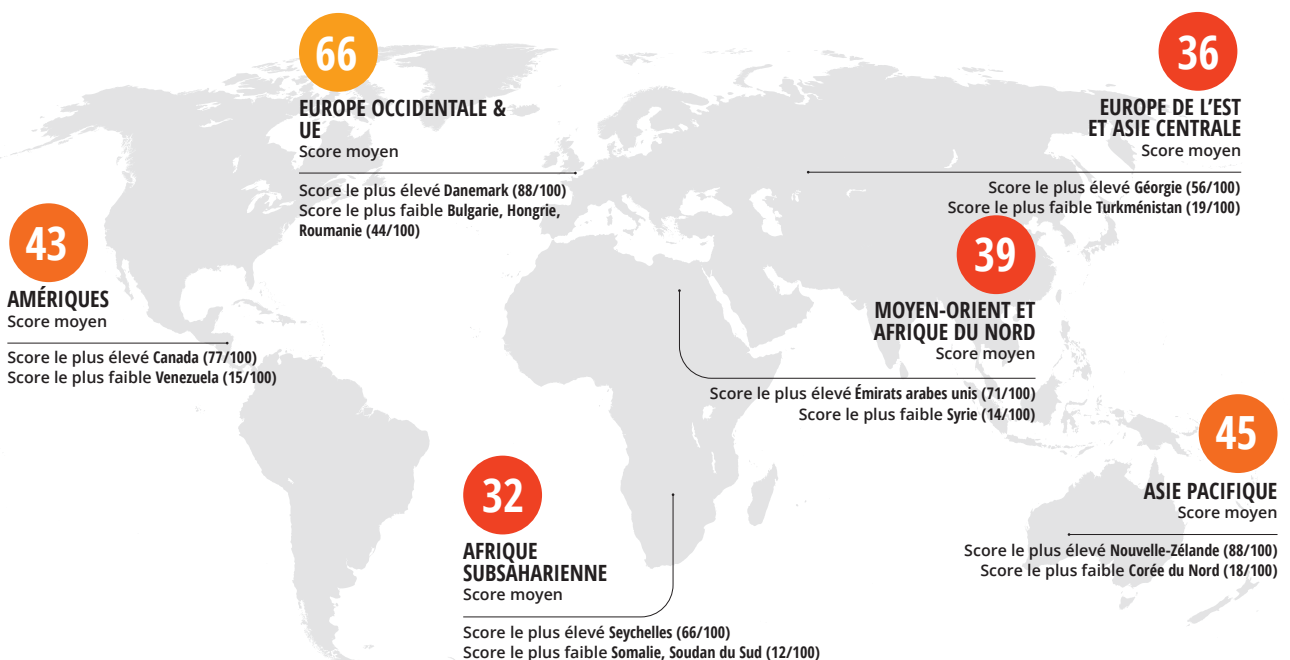 66
EUROPE OCCIDENTALE &
UE
Score moyen
Score le plus élevé Danemark (88/100)
Score le plus faible Bulgarie, Hongrie,
Roumanie (44/100)
36
EUROPE DE L'EST
ET ASIE CENTRALE
Score moyen
Score le plus élevé Géorgie (56/100)
Score le plus faible Turkménistan (19/100)
43
AMÉRIQUES
Score moyen
Score le plus élevé Canada (77/100)
Score le plus faible Venezuela (15/100)
39
MOYEN-ORIENT ET
AFRIQUE DU NORD
Score moyen
Score le plus élevé Émirats arabes unis (71/100)
Score le plus faible Syrie (14/100)
45
ASIE PACIFIQUE
Score moyen
Score le plus élevé Nouvelle-Zélande (88/100)
Score le plus faible Corée du Nord (18/100)
32
AFRIQUE
SUBSAHARIENNE
Score moyen
Score le plus élevé Seychelles (66/100)
Score le plus faible Somalie, Soudan du Sud (12/100)